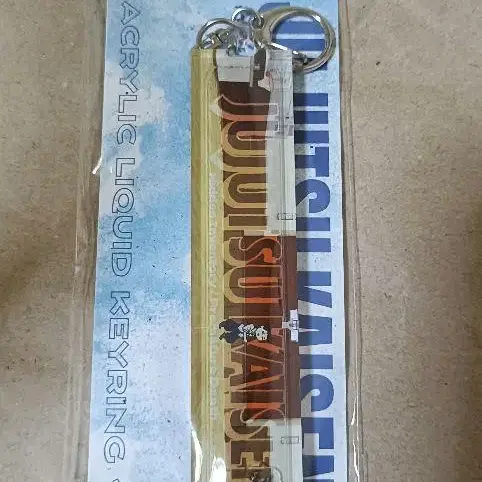 ACRYLIC LIQUID KEYRING
JUJUTSU KAISEN
JUJUTSU KAISEN